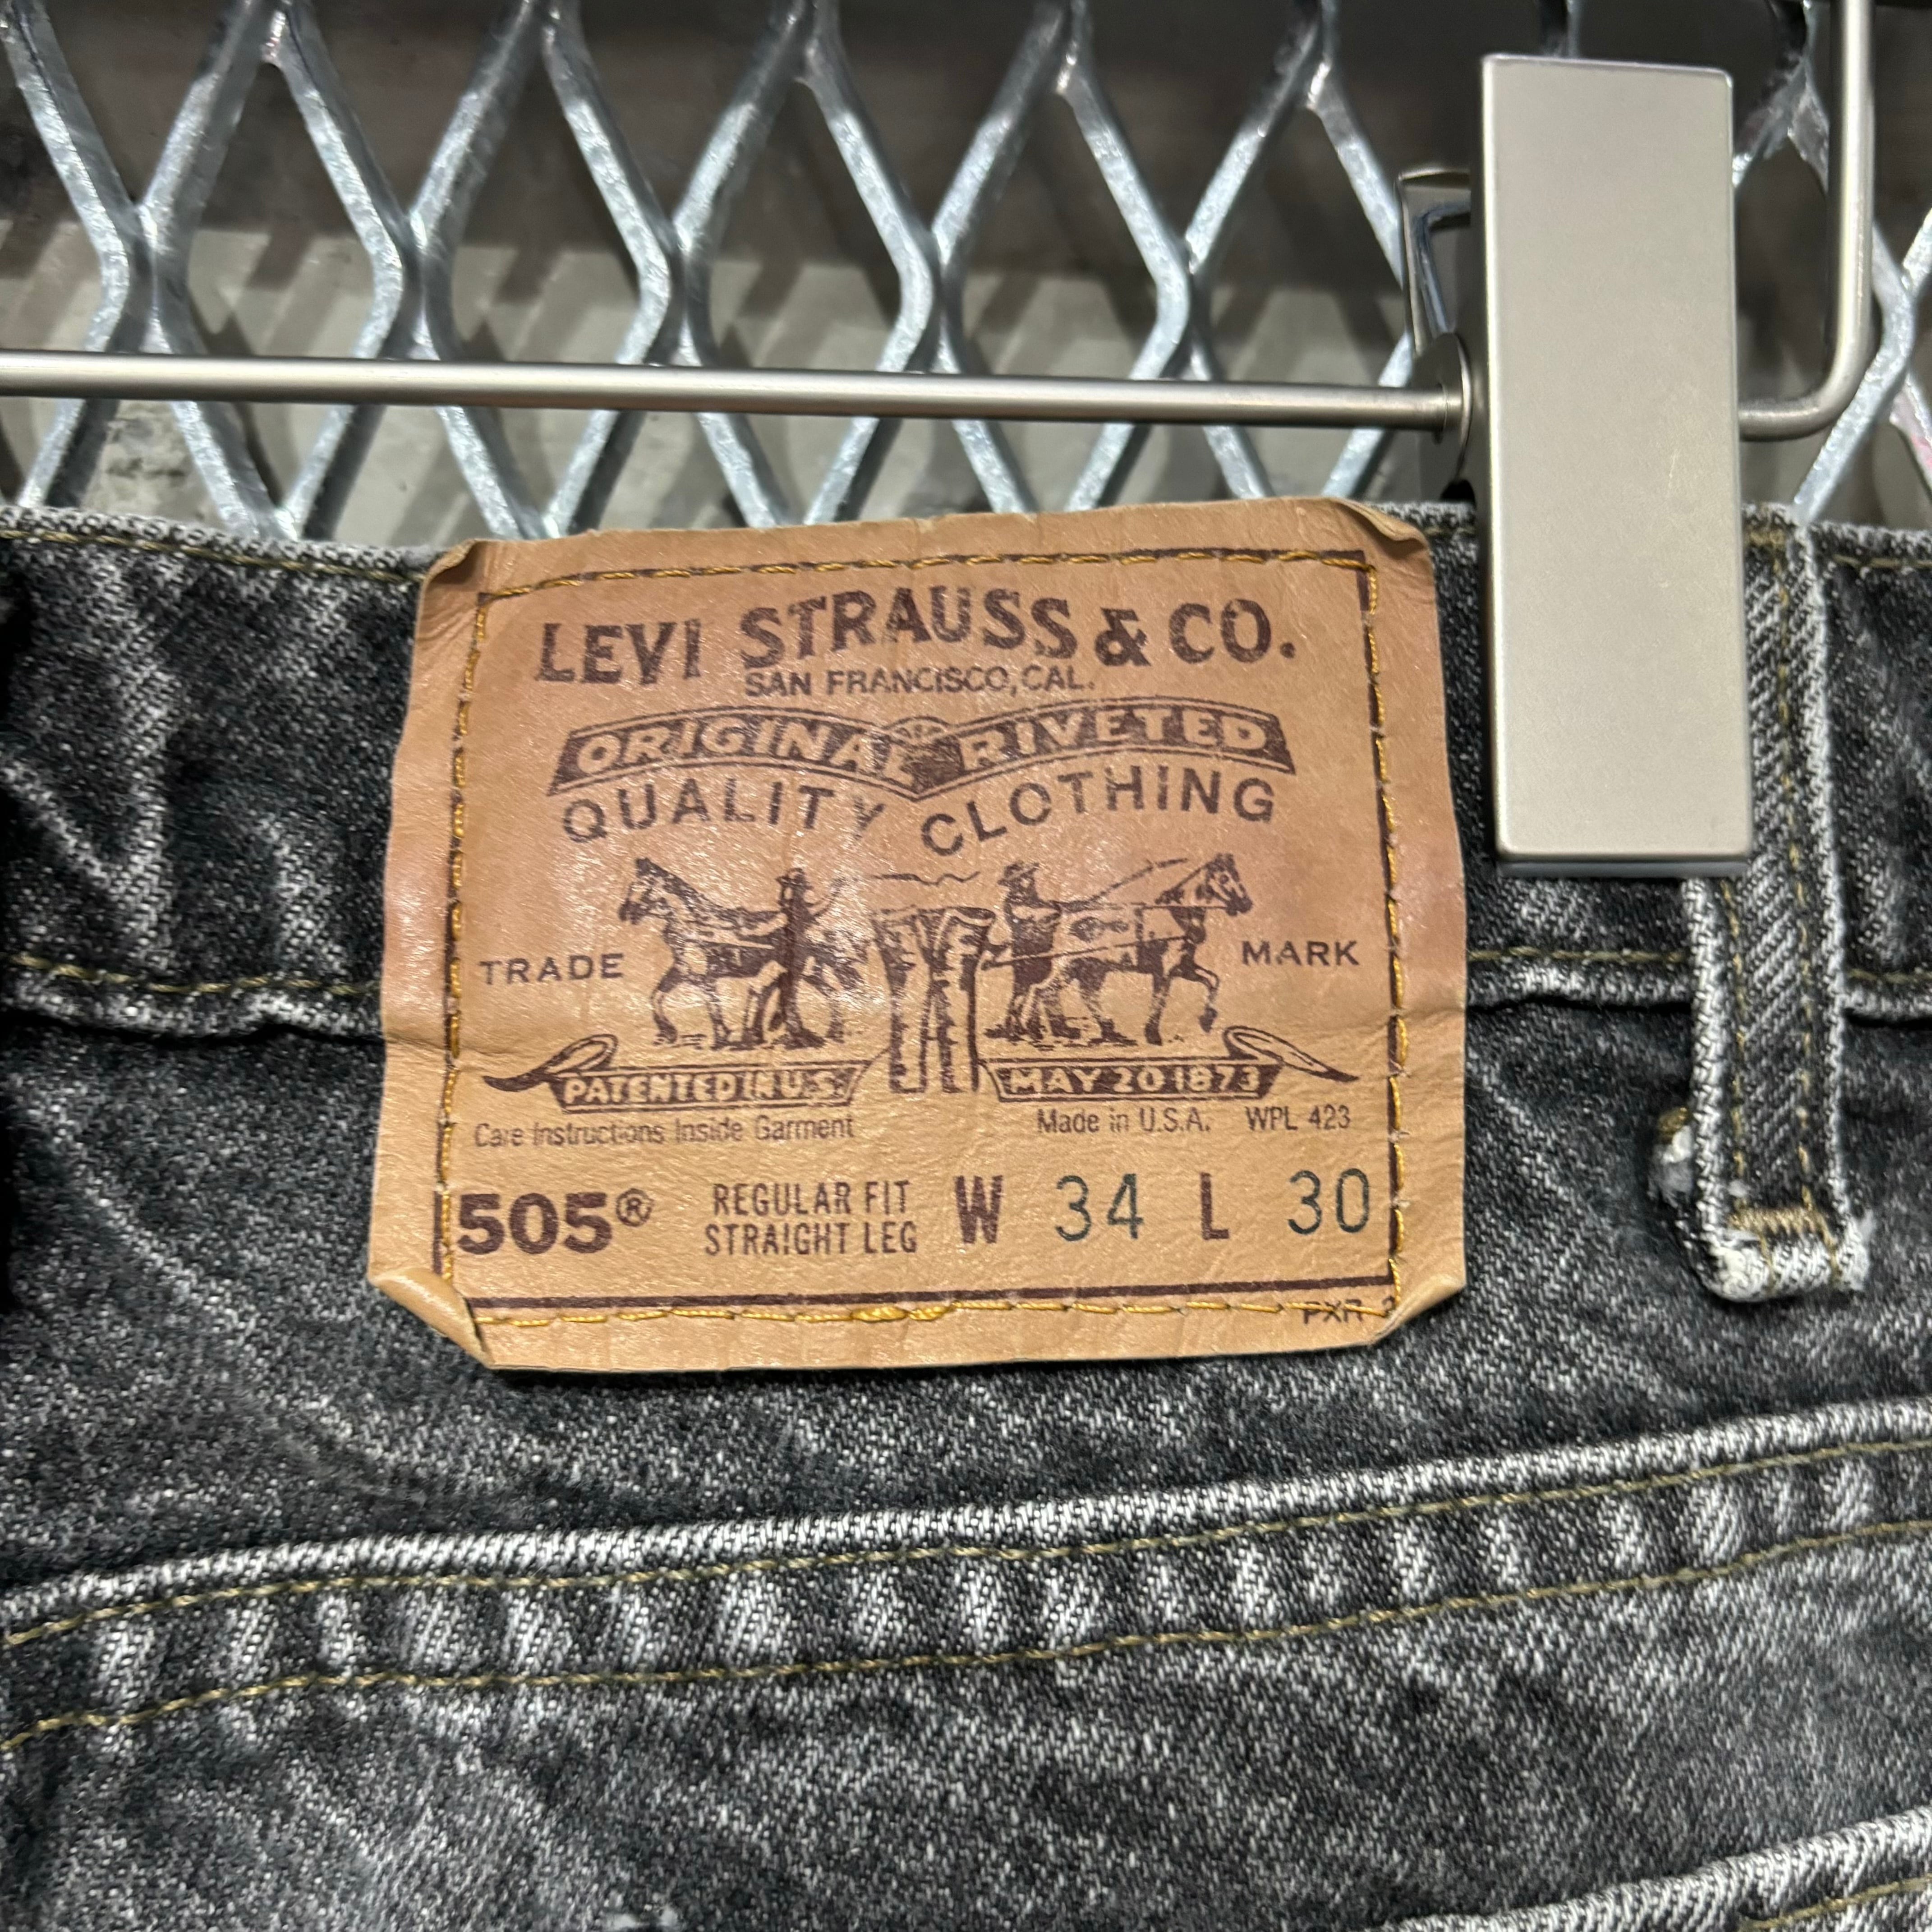 LEVI STRAUSS & CO.
SAN FRANCISCO, CAL.
ORIGINAL RIVETED
QUALITY CLOTHING
TRADE MARK
PATENTED IN U.S. MAY 20 1873
Care Instructions Inside Garment Made in U.S.A. WPL 423
505® REGULAR FIT W 34 L 30
STRAIGHT LEG